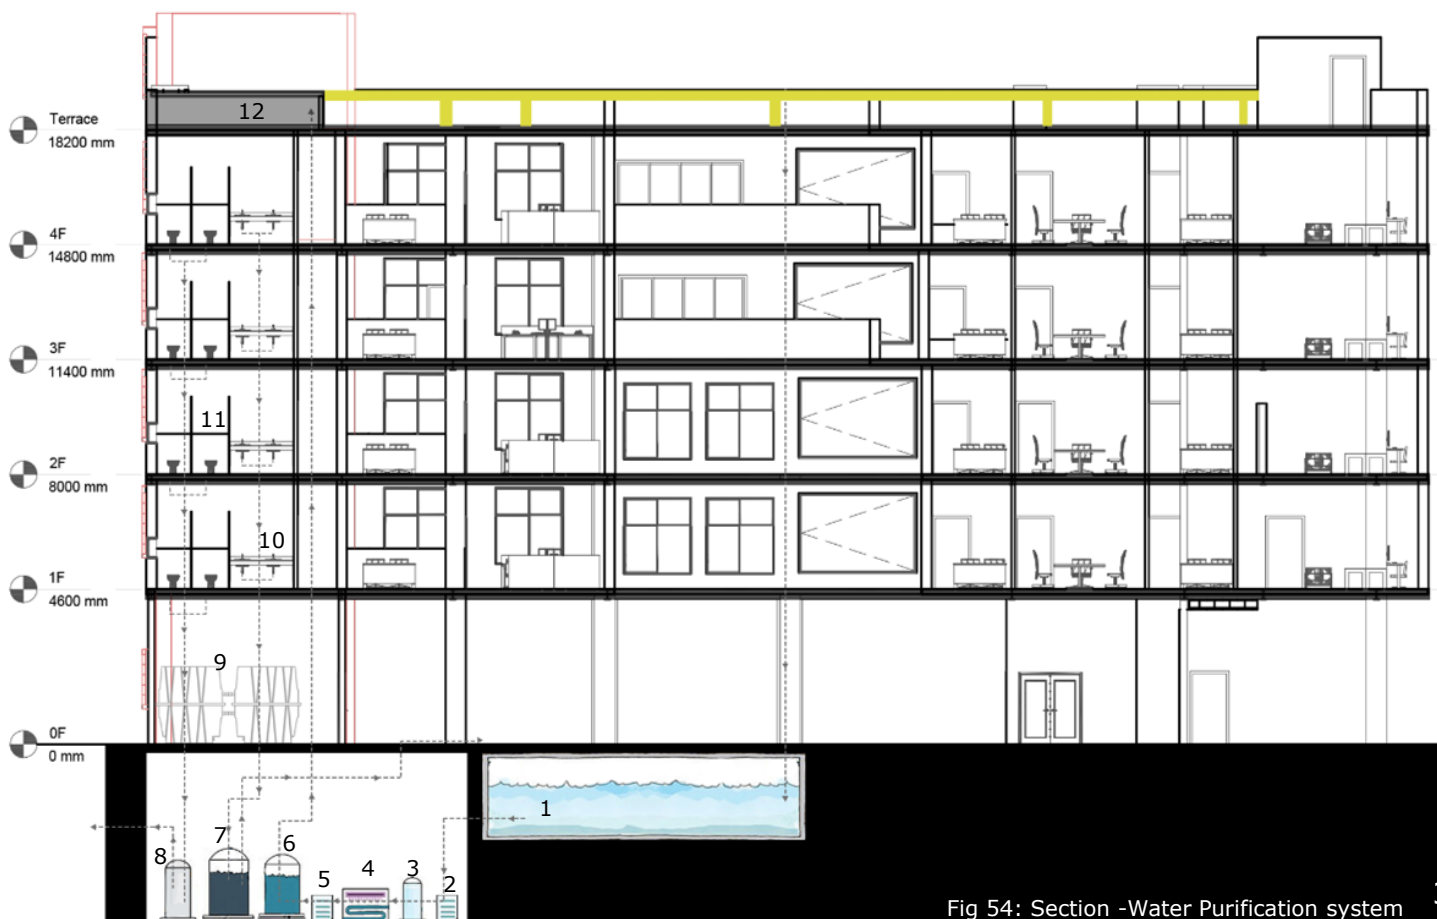 12
Terrace
18200 mm
4F
14800 mm
3F
11400 mm
11
2F
8000 mm
10
1F
4600 mm
9
0F
0 mm
1
7
6
8
5
4
3
2
Fig 54: Section -Water Purification system